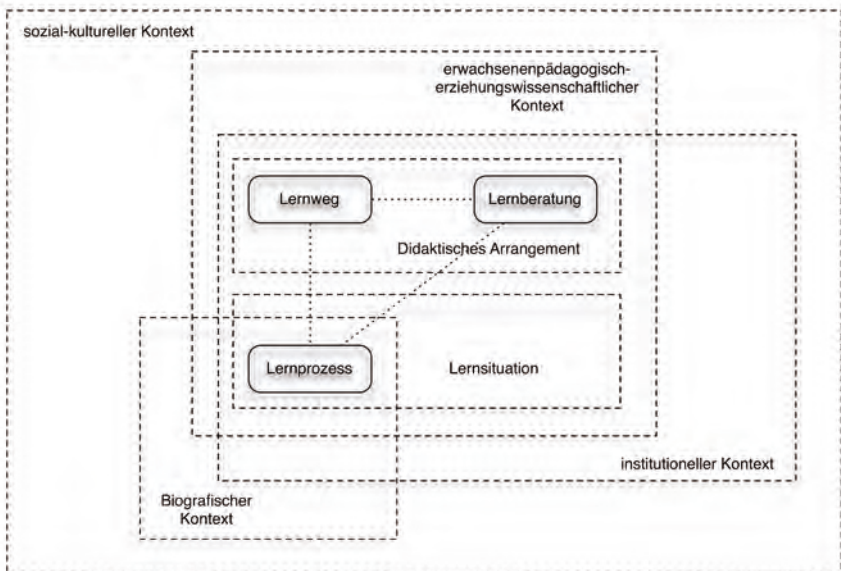 sozial-kultureller Kontext
erwachsenenpädagogisch-
erziehungswissenschaftlicher
Kontext
Lernweg
Lernberatung
Didaktisches Arrangement
Lernprozess
Lernsituation
institutioneller Kontext
Biografischer
Kontext